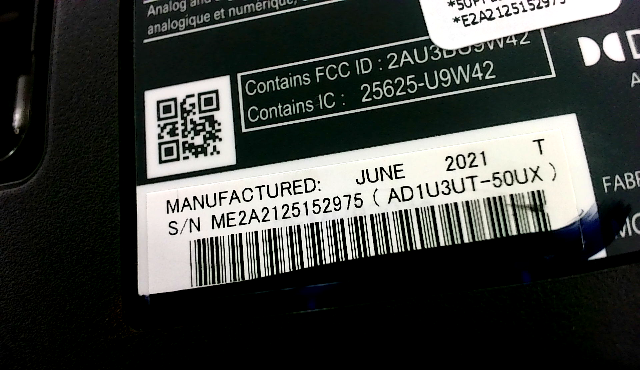 Analog and
analogique et numérique,
*E2A2125152975
Contains FCC ID : 2AU3BU9W42
Contains IC : 25625-U9W42
MANUFACTURED: JUNE 2021 T
S/N ME2A2125152975 ( AD1U3UT-50UX )